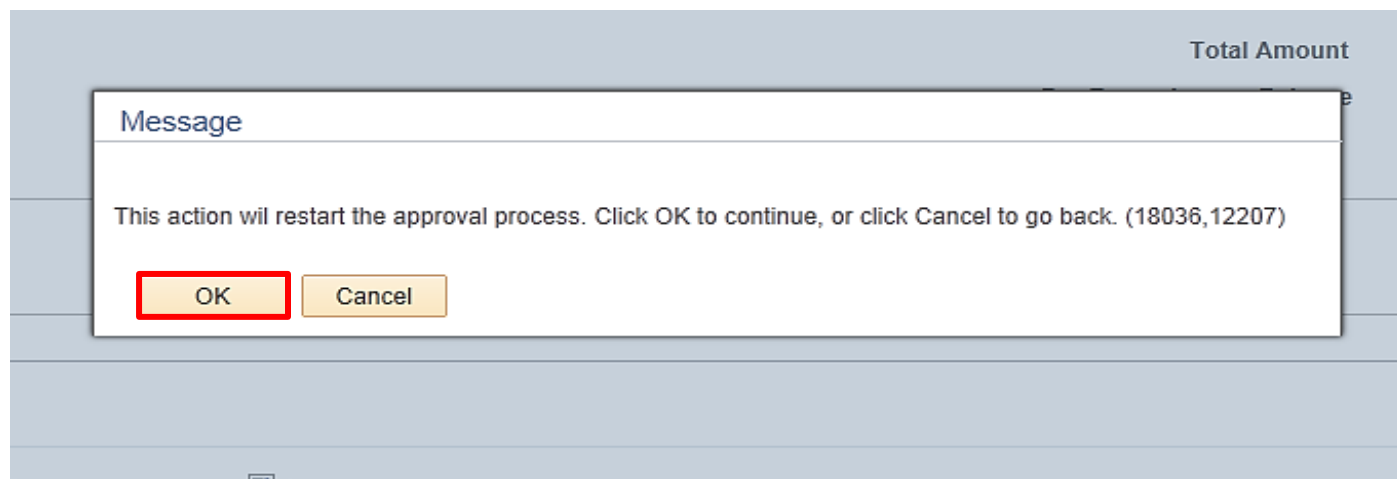 Total Amount
Message
This action wil restart the approval process. Click OK to continue, or click Cancel to go back. (18036,12207)
OK
Cancel